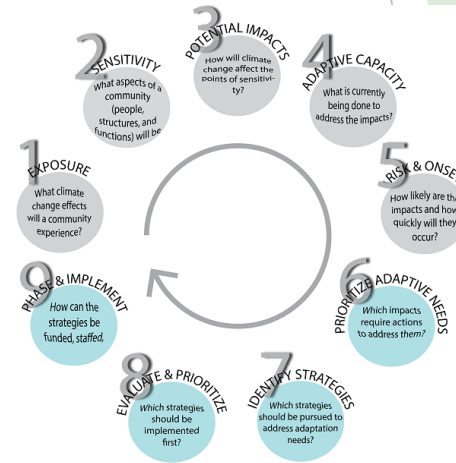 1
EXPOSURE
What climate
change effects
will a community
experience?
2
SENSITIVITY
What aspects of a
community
(people,
structures, and
functions) will be
3
POTENTIAL IMPACTS
How will climate
change affect the
points of sensitivi-
ty?
4
ADAPTIVE CAPACITY
What is currently
being done to
address the impacts?
5
RISK & ONSE
How likely are the
impacts and how
quickly will they
occur?
6
PRIORITIZE ADAPTIVE NEEDS
Which impacts
require actions
to address them?
7
IDENTIFY STRATEGIES
Which strategies
should be pursued to
address adaptation
needs?
8
EVALUATE & PRIORITIZE
Which strategies
should be
implemented
first?
9
PHASE & IMPLEMENT
How can the
strategies be
funded, staffed,